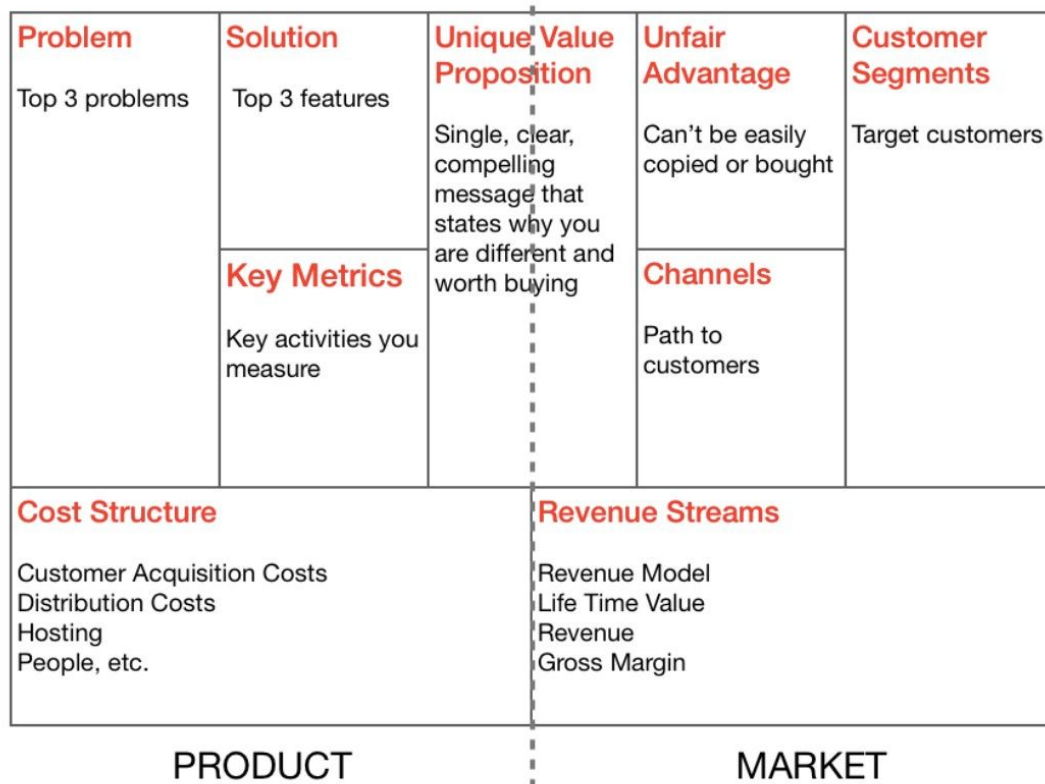 Problem
Top 3 problems
Solution
Top 3 features
Key Metrics
Key activities you
measure
Unique Value
Proposition
Single, clear,
compelling
message that
states why you
are different and
worth buying
Unfair
Advantage
Can't be easily
copied or bought
Channels
Path to
customers
Customer
Segments
Target customers
Cost Structure
Customer Acquisition Costs
Distribution Costs
Hosting
People, etc.
Revenue Streams
Revenue Model
Life Time Value
Revenue
Gross Margin
PRODUCT
MARKET